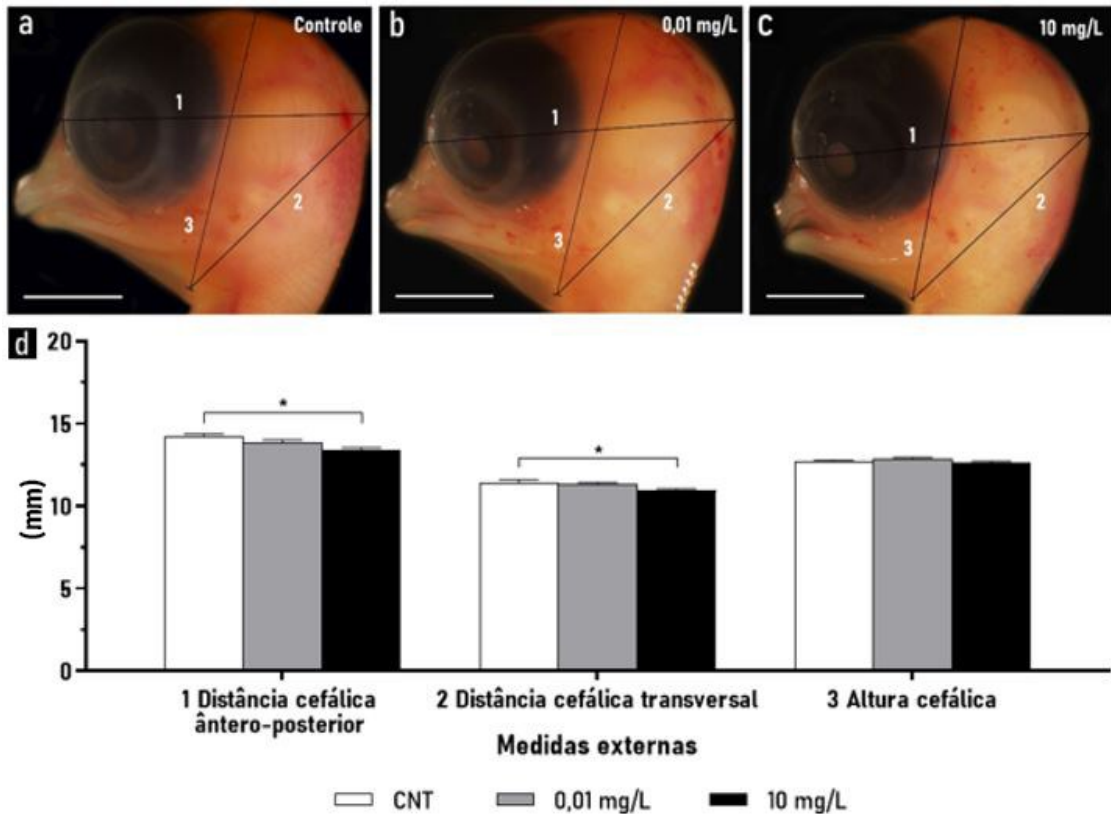 a
Controle
1
2
3
b
0,01 mg/L
1
2
3
c
10 mg/L
1
2
3
d
20
15
10
5
0
(mm)
*
*
1 Distância cefálica
ântero-posterior
2 Distância cefálica transversal
3 Altura cefálica
Medidas externas
CNT
0,01 mg/L
10 mg/L